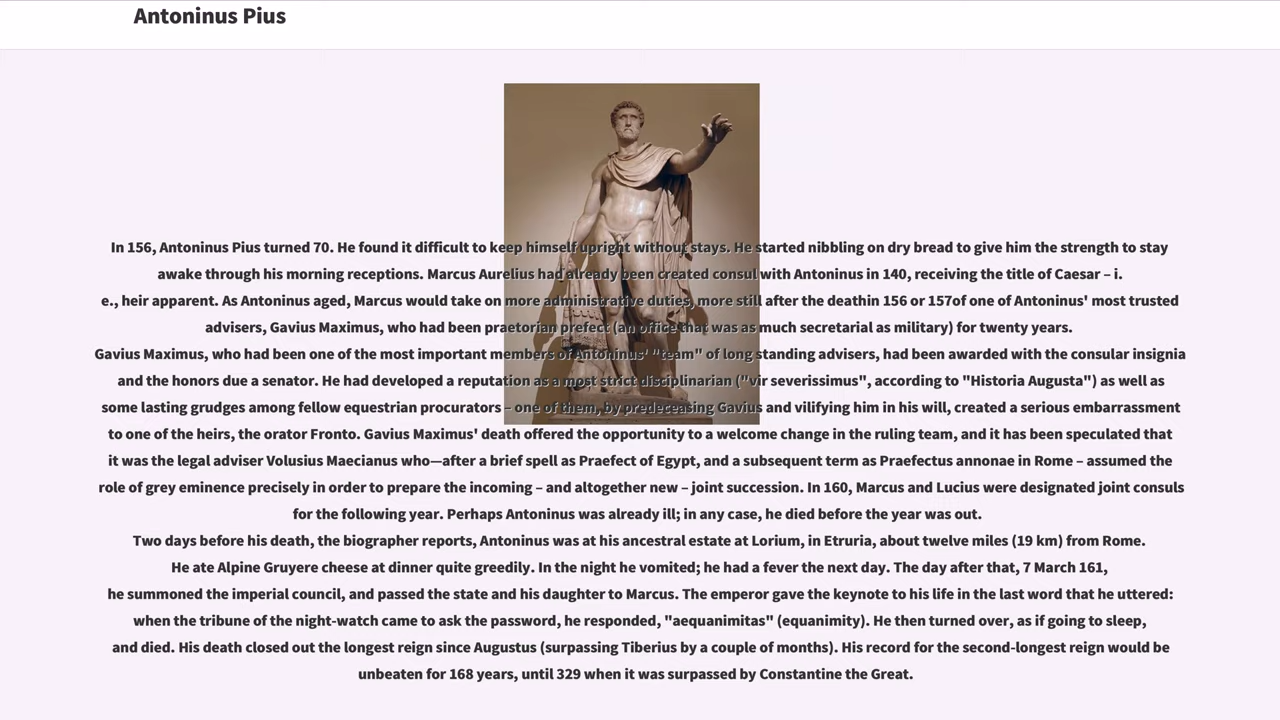 Antoninus Pius
In 156, Antoninus Pius turned 70. He found it difficult to keep himself upright without stays. He started nibbling on dry bread to give him the strength to stay
awake through his morning receptions. Marcus Aurelius had already been created consul with Antoninus in 140, receiving the title of Caesar – i.
e., heir apparent. As Antoninus aged, Marcus would take on more administrative duties, more still after the deathin 156 or 157of one of Antoninus' most trusted
advisers, Gavius Maximus, who had been praetorian prefect (an office that was as much secretarial as military) for twenty years.
Gavius Maximus, who had been one of the most important members of Antoninus' "team" of long standing advisers, had been awarded with the consular insignia
and the honors due a senator. He had developed a reputation as a most strict disciplinarian ("vir severissimus", according to "Historia Augusta") as well as
some lasting grudges among fellow equestrian procurators – one of them, by predeceasing Gavius and vilifying him in his will, created a serious embarrassment
to one of the heirs, the orator Fronto. Gavius Maximus' death offered the opportunity to a welcome change in the ruling team, and it has been speculated that
it was the legal adviser Volusius Maecianus who—after a brief spell as Praefect of Egypt, and a subsequent term as Praefectus annonae in Rome – assumed the
role of grey eminence precisely in order to prepare the incoming – and altogether new – joint succession. In 160, Marcus and Lucius were designated joint consuls
for the following year. Perhaps Antoninus was already ill; in any case, he died before the year was out.
Two days before his death, the biographer reports, Antoninus was at his ancestral estate at Lorium, in Etruria, about twelve miles (19 km) from Rome.
He ate Alpine Gruyere cheese at dinner quite greedily. In the night he vomited; he had a fever the next day. The day after that, 7 March 161,
he summoned the imperial council, and passed the state and his daughter to Marcus. The emperor gave the keynote to his life in the last word that he uttered:
when the tribune of the night-watch came to ask the password, he responded, "aequanimitas" (equanimity). He then turned over, as if going to sleep,
and died. His death closed out the longest reign since Augustus (surpassing Tiberius by a couple of months). His record for the second-longest reign would be
unbeaten for 168 years, until 329 when it was surpassed by Constantine the Great.